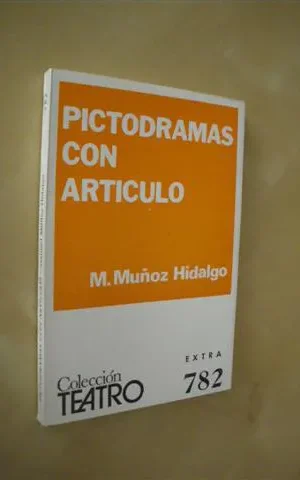 PICTODRAMAS
CON
ARTICULO
M. Muñoz Hidalgo
EXTRA
782
Colección
TEATRO